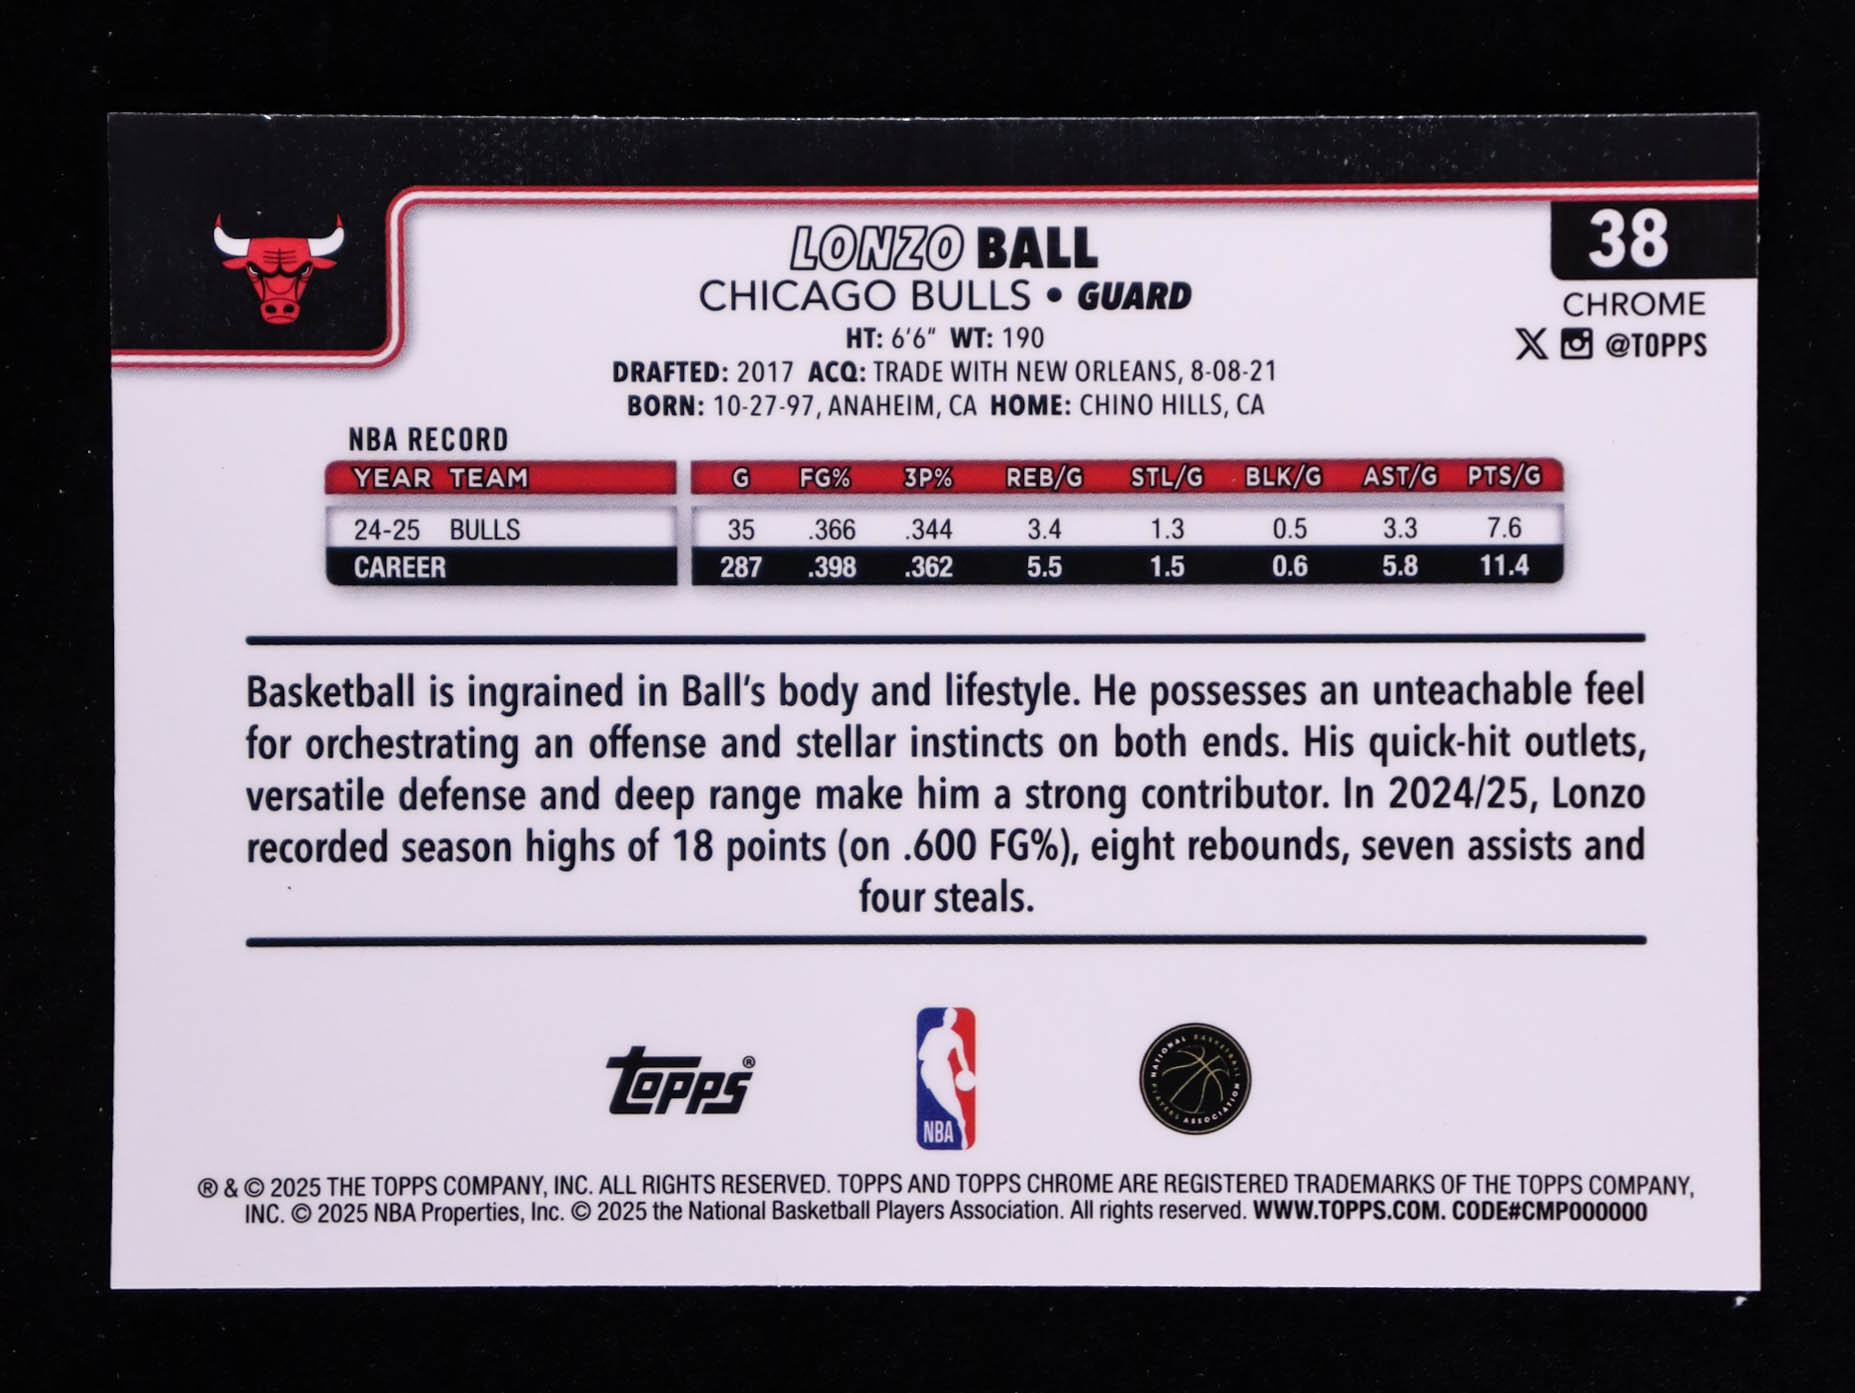 38
LONZO BALL
CHICAGO BULLS • GUARD
CHROME
HT: 6'6" WT: 190
X @TOPPS
DRAFTED: 2017 ACQ: TRADE WITH NEW ORLEANS, 8-08-21
BORN: 10-27-97, ANAHEIM, CA HOME: CHINO HILLS, CA
NBA RECORD
YEAR TEAM G FG% 3P% REB/G STL/G BLK/G AST/G PTS/G
24-25 BULLS 35 .366 .344 3.4 1.3 0.5 3.3 7.6
CAREER 287 .398 .362 5.5 1.5 0.6 5.8 11.4
Basketball is ingrained in Ball's body and lifestyle. He possesses an unteachable feel
for orchestrating an offense and stellar instincts on both ends. His quick-hit outlets,
versatile defense and deep range make him a strong contributor. In 2024/25, Lonzo
recorded season highs of 18 points (on .600 FG%), eight rebounds, seven assists and
four steals.
topps®
NBA
NATIONAL BASKETBALL PLAYERS ASSOCIATION
® & © 2025 THE TOPPS COMPANY, INC. ALL RIGHTS RESERVED. TOPPS AND TOPPS CHROME ARE REGISTERED TRADEMARKS OF THE TOPPS COMPANY,
INC. © 2025 NBA Properties, Inc. © 2025 the National Basketball Players Association. All rights reserved. WWW.TOPPS.COM. CODE#CMP000000